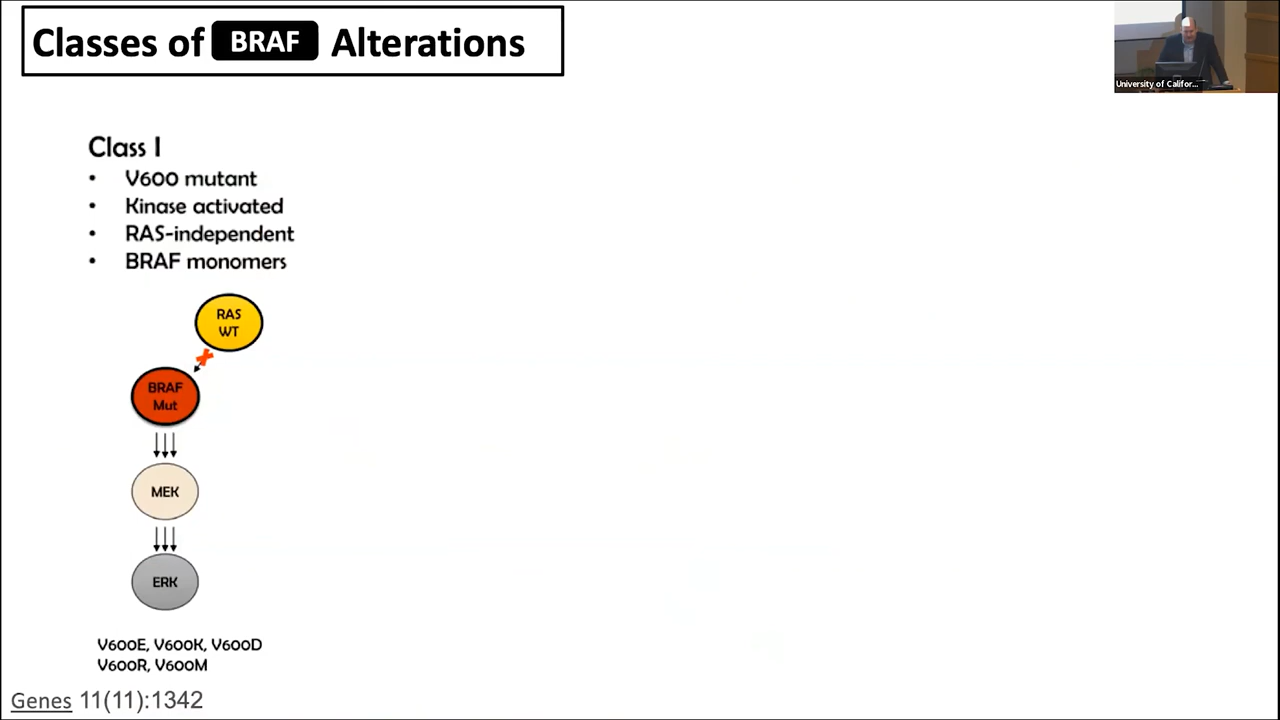 Classes of BRAF Alterations
University of Califor...
Class I
• V600 mutant
• Kinase activated
• RAS-independent
• BRAF monomers
RAS
WT
BRAF
Mut
MEK
ERK
V600E, V600K, V600D
V600R, V600M
Genes 11(11):1342